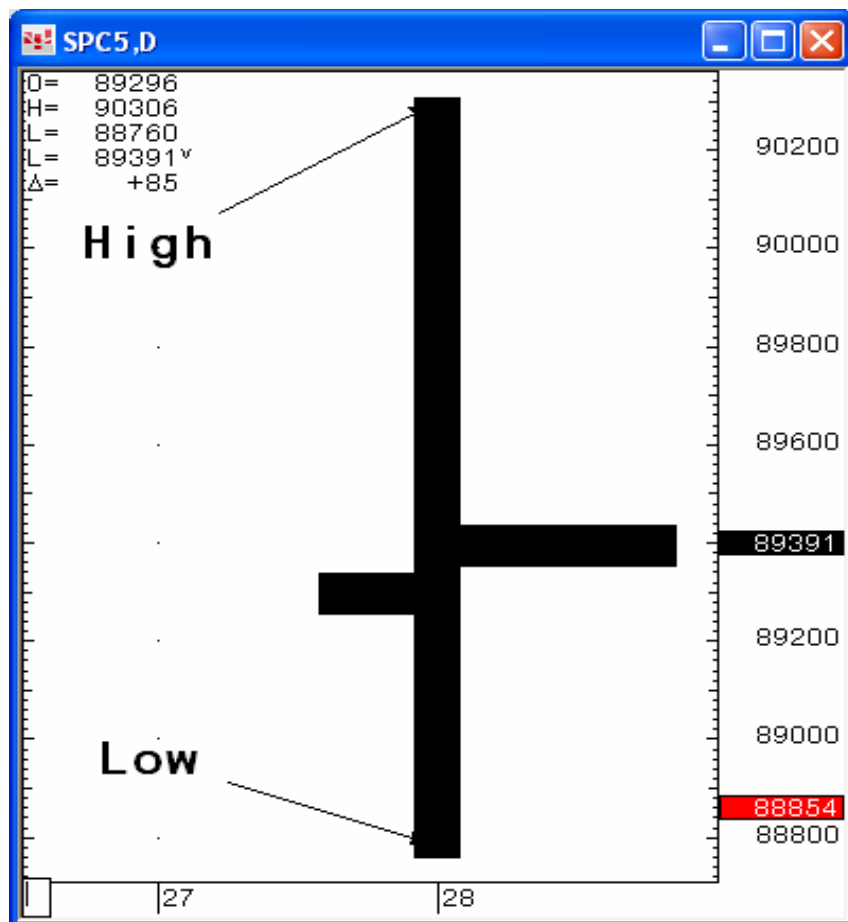 SPC5,D
O= 89296
H= 90306
L= 88760
L= 89391v
Δ= +85
90200
High
90000
89800
89600
89391
89200
89000
Low
88854
88800
27 28